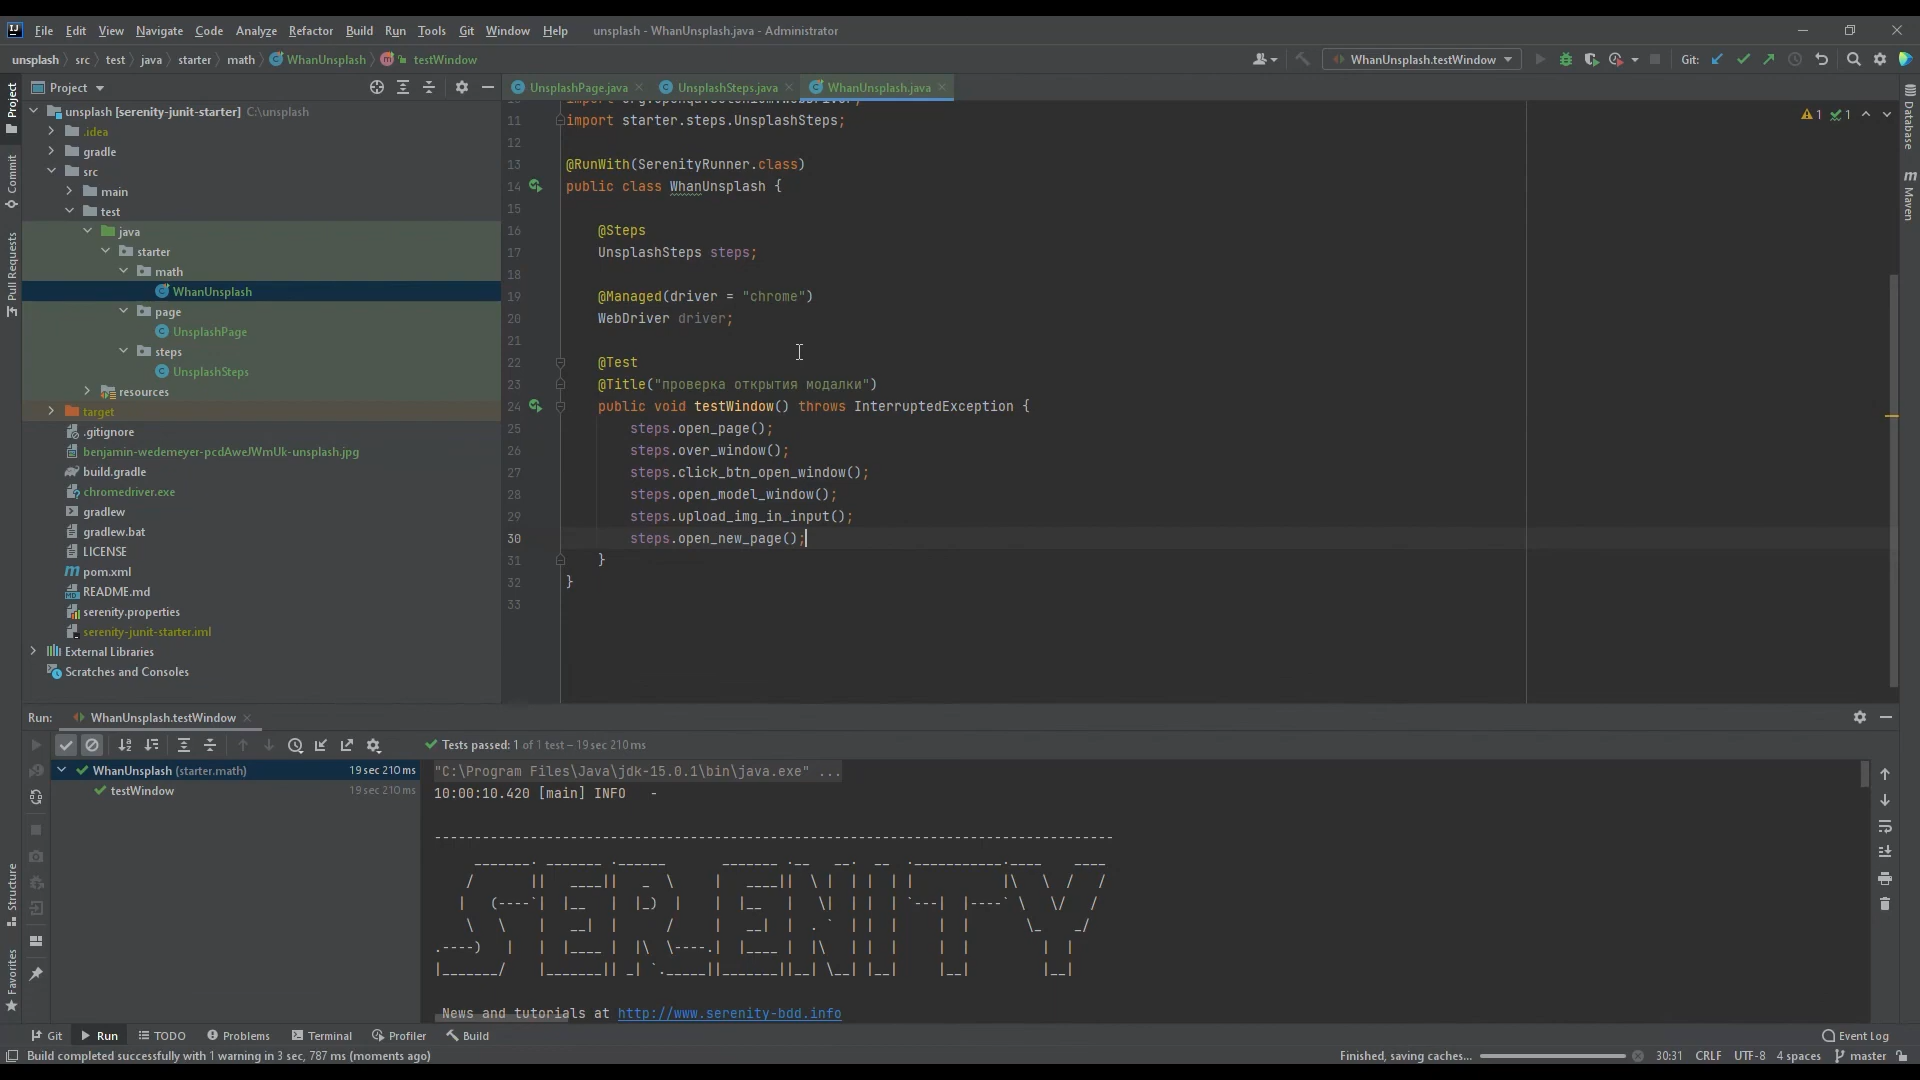 File Edit View Navigate Code Analyze Refactor Build Run Tools Git Window Help unsplash - WhanUnsplash.java - Administrator
unsplash src test java starter math WhanUnsplash testWindow WhanUnsplash.testWindow Git:
Project UnsplashPage.java UnsplashSteps.java WhanUnsplash.java
unsplash [serenity-junit-starter] C:\unsplash
.idea
gradle
src
main
test
java
starter
math
WhanUnsplash
page
UnsplashPage
steps
UnsplashSteps
resources
target
.gitignore
benjamin-wedemeyer-pcdAweJWmUk-unsplash.jpg
build.gradle
chromedriver.exe
gradlew
gradlew.bat
LICENSE
pom.xml
README.md
serenity.properties
serenity-junit-starter.iml
External Libraries
Scratches and Consoles
Project
Commit
Pull Requests
Structure
Favorites
11 import starter.steps.UnsplashSteps;
12
13 @RunWith(SerenityRunner.class)
14 public class WhanUnsplash {
15
16 @Steps
17 UnsplashSteps steps;
18
19 @Managed(driver = "chrome")
20 WebDriver driver;
21
22 @Test
23 @Title("проверка открытия модалки")
24 public void testWindow() throws InterruptedException {
25 steps.open_page();
26 steps.over_window();
27 steps.click_btn_open_window();
28 steps.open_model_window();
29 steps.upload_img_in_input();
30 steps.open_new_page();
31 }
32 }
33
1 1
Database
Maven
Run: WhanUnsplash.testWindow
Tests passed: 1 of 1 test – 19 sec 210 ms
WhanUnsplash (starter.math) 19 sec 210 ms
testWindow 19 sec 210 ms
"C:\Program Files\Java\jdk-15.0.1\bin\java.exe" ...
10:00:10.420 [main] INFO -
SERENITY
News and tutorials at http://www.serenity-bdd.info
Git Run TODO Problems Terminal Profiler Build Event Log
Build completed successfully with 1 warning in 3 sec, 787 ms (moments ago) Finished, saving caches... 30:31 CRLF UTF-8 4 spaces master